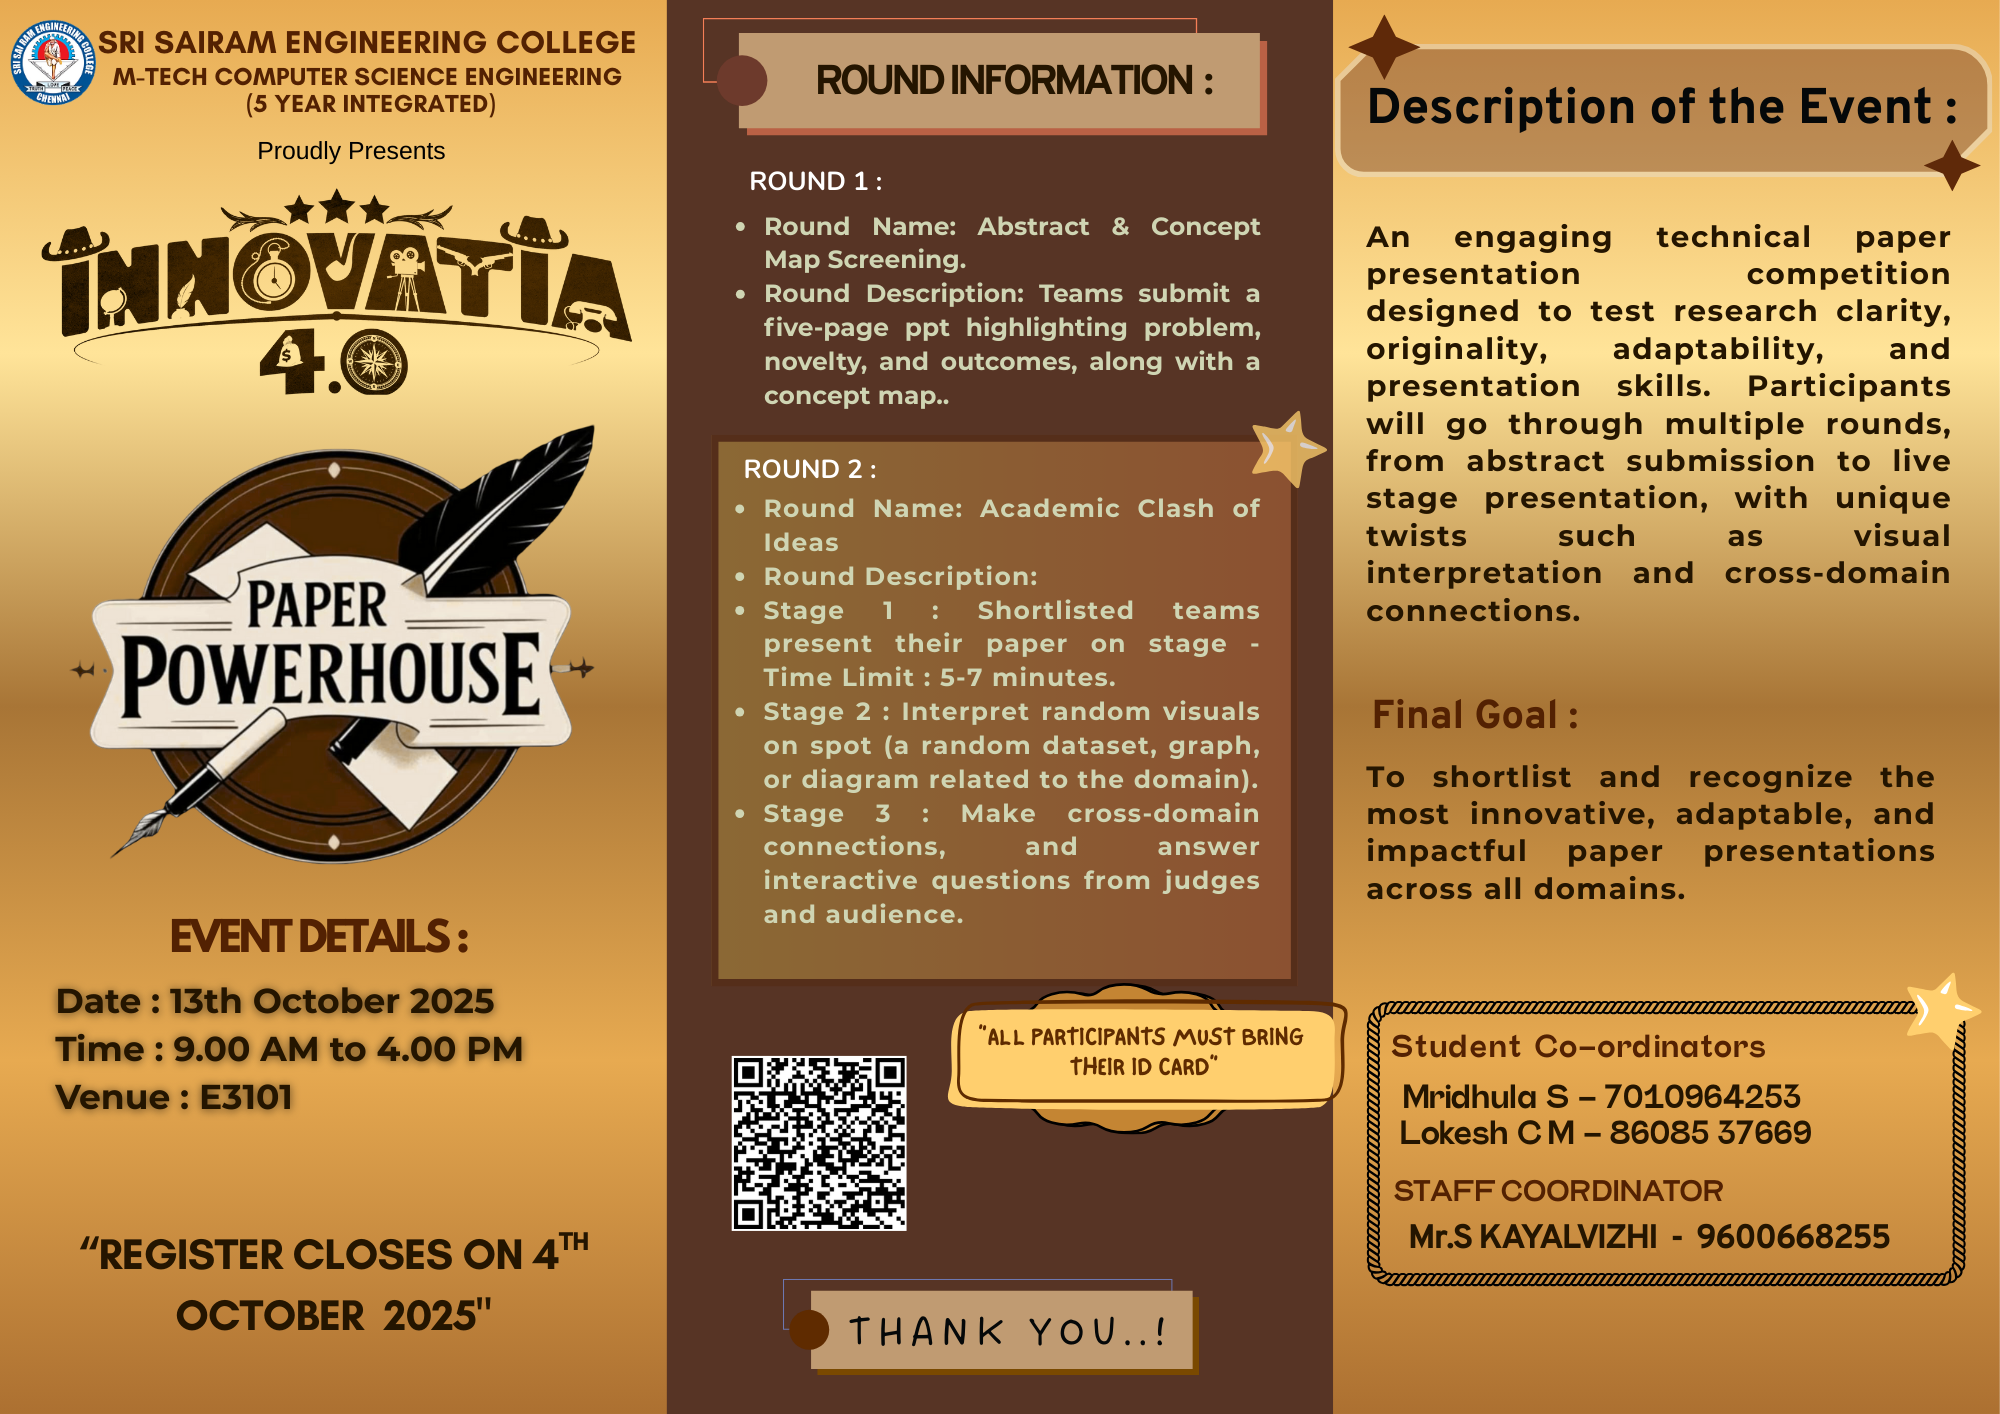 SRI SAIRAM ENGINEERING COLLEGE
M-TECH COMPUTER SCIENCE ENGINEERING
(5 YEAR INTEGRATED)
SRI SAI RAM ENGINEERING COLLEGE
CHENNAI
Proudly Presents
INNOVATIA
4.0
PAPER
POWERHOUSE
EVENT DETAILS :
Date : 13th October 2025
Time : 9.00 AM to 4.00 PM
Venue : E3101
“REGISTER CLOSES ON 4TH
OCTOBER 2025"
ROUND INFORMATION :
ROUND 1 :
• Round Name: Abstract & Concept
Map Screening.
• Round Description: Teams submit a
five-page ppt highlighting problem,
novelty, and outcomes, along with a
concept map..
ROUND 2 :
• Round Name: Academic Clash of
Ideas
• Round Description:
• Stage 1 : Shortlisted teams
present their paper on stage -
Time Limit : 5-7 minutes.
• Stage 2 : Interpret random visuals
on spot (a random dataset, graph,
or diagram related to the domain).
• Stage 3 : Make cross-domain
connections, and answer
interactive questions from judges
and audience.
"ALL PARTICIPANTS MUST BRING
THEIR ID CARD"
THANK YOU..!
Description of the Event :
An engaging technical paper
presentation competition
designed to test research clarity,
originality, adaptability, and
presentation skills. Participants
will go through multiple rounds,
from abstract submission to live
stage presentation, with unique
twists such as visual
interpretation and cross-domain
connections.
Final Goal :
To shortlist and recognize the
most innovative, adaptable, and
impactful paper presentations
across all domains.
Student Co-ordinators
Mridhula S – 7010964253
Lokesh C M – 86085 37669
STAFF COORDINATOR
Mr.S KAYALVIZHI - 9600668255